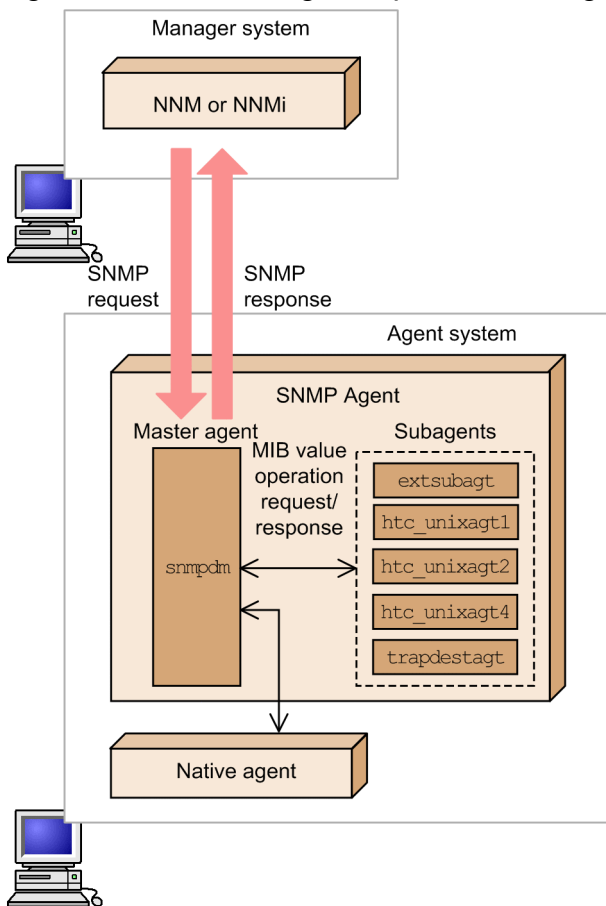 Manager system
NNM or NNMi
SNMP
request
SNMP
response
Agent system
SNMP Agent
Master agent
Subagents
MIB value
operation
request/
response
snmpdm
extsubagt
htc_unixagt1
htc_unixagt2
htc_unixagt4
trapdestagt
Native agent